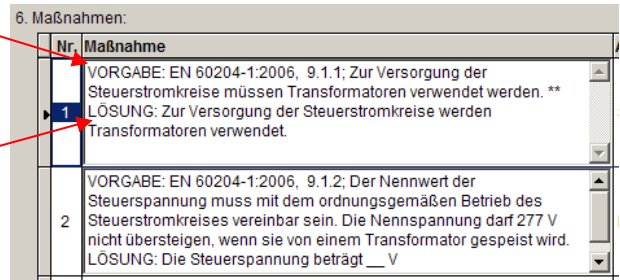 6. Maßnahmen:
Nr. Maßnahme
VORGABE: EN 60204-1:2006, 9.1.1; Zur Versorgung der
Steuerstromkreise müssen Transformatoren verwendet werden. **
1 LÖSUNG: Zur Versorgung der Steuerstromkreise werden
Transformatoren verwendet.
VORGABE: EN 60204-1:2006, 9.1.2; Der Nennwert der
Steuerspannung muss mit dem ordnungsgemäßen Betrieb des
2 Steuerstromkreises vereinbar sein. Die Nennspannung darf 277 V
nicht übersteigen, wenn sie von einem Transformator gespeist wird.
LÖSUNG: Die Steuerspannung beträgt __ V